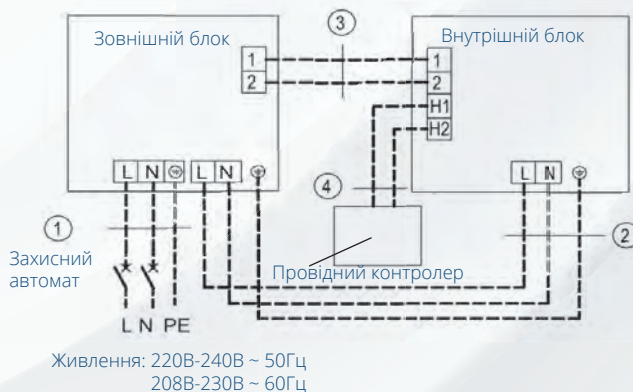 Зовнішній блок
3
Внутрішній блок
1
2
1
2
H1
H2
L N L N
4
L N
1
2
Захисний
автомат
Провідний контролер
L N PE
Живлення: 220В-240В ~ 50Гц
208В-230В ~ 60Гц